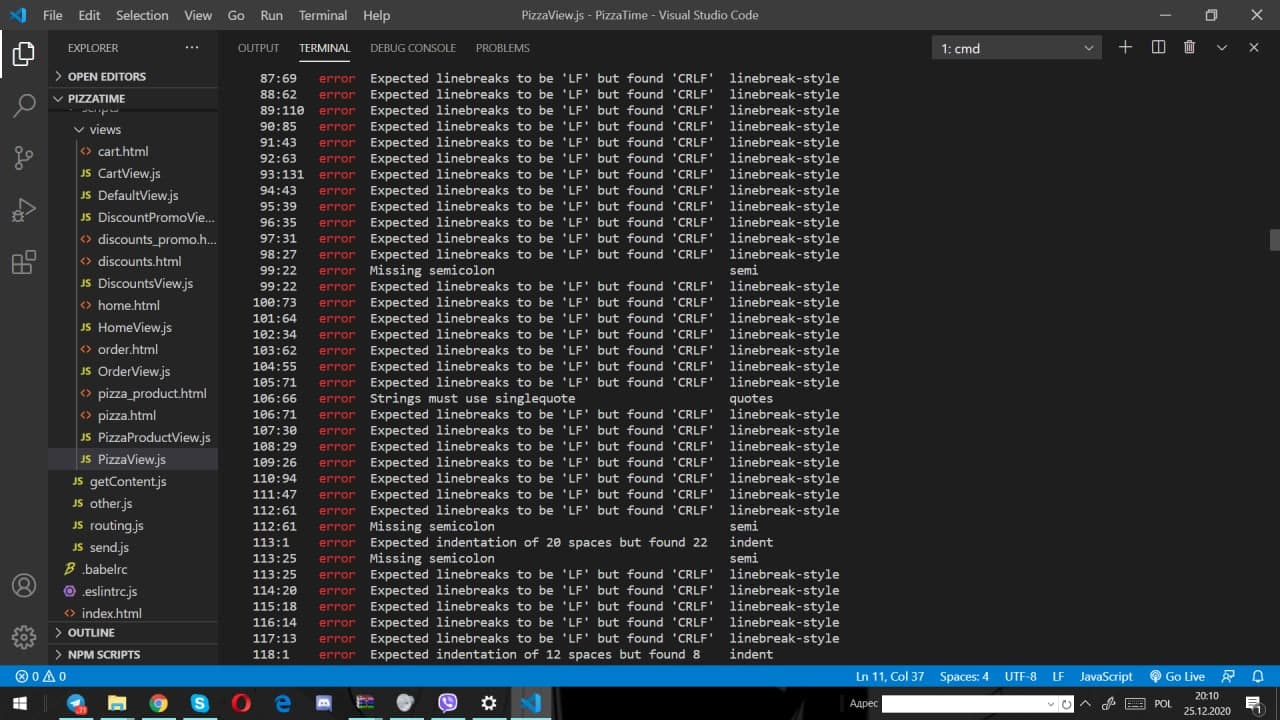 File Edit Selection View Go Run Terminal Help PizzaView.js - PizzaTime - Visual Studio Code
EXPLORER ···
OPEN EDITORS
PIZZATIME
scripts
views
cart.html
JS CartView.js
JS DefaultView.js
JS DiscountPromoVie...
discounts_promo.h...
discounts.html
JS DiscountsView.js
home.html
JS HomeView.js
order.html
JS OrderView.js
pizza_product.html
pizza.html
JS PizzaProductView.js
JS PizzaView.js
JS getContent.js
JS other.js
JS routing.js
JS send.js
.babelrc
.eslintrc.js
index.html
OUTLINE
NPM SCRIPTS
OUTPUT TERMINAL DEBUG CONSOLE PROBLEMS 1: cmd
87:69 error Expected linebreaks to be 'LF' but found 'CRLF' linebreak-style
88:62 error Expected linebreaks to be 'LF' but found 'CRLF' linebreak-style
89:110 error Expected linebreaks to be 'LF' but found 'CRLF' linebreak-style
90:85 error Expected linebreaks to be 'LF' but found 'CRLF' linebreak-style
91:43 error Expected linebreaks to be 'LF' but found 'CRLF' linebreak-style
92:63 error Expected linebreaks to be 'LF' but found 'CRLF' linebreak-style
93:131 error Expected linebreaks to be 'LF' but found 'CRLF' linebreak-style
94:43 error Expected linebreaks to be 'LF' but found 'CRLF' linebreak-style
95:39 error Expected linebreaks to be 'LF' but found 'CRLF' linebreak-style
96:35 error Expected linebreaks to be 'LF' but found 'CRLF' linebreak-style
97:31 error Expected linebreaks to be 'LF' but found 'CRLF' linebreak-style
98:27 error Expected linebreaks to be 'LF' but found 'CRLF' linebreak-style
99:22 error Missing semicolon semi
99:22 error Expected linebreaks to be 'LF' but found 'CRLF' linebreak-style
100:73 error Expected linebreaks to be 'LF' but found 'CRLF' linebreak-style
101:64 error Expected linebreaks to be 'LF' but found 'CRLF' linebreak-style
102:34 error Expected linebreaks to be 'LF' but found 'CRLF' linebreak-style
103:62 error Expected linebreaks to be 'LF' but found 'CRLF' linebreak-style
104:55 error Expected linebreaks to be 'LF' but found 'CRLF' linebreak-style
105:71 error Expected linebreaks to be 'LF' but found 'CRLF' linebreak-style
106:66 error Strings must use singlequote quotes
106:71 error Expected linebreaks to be 'LF' but found 'CRLF' linebreak-style
107:30 error Expected linebreaks to be 'LF' but found 'CRLF' linebreak-style
108:29 error Expected linebreaks to be 'LF' but found 'CRLF' linebreak-style
109:26 error Expected linebreaks to be 'LF' but found 'CRLF' linebreak-style
110:94 error Expected linebreaks to be 'LF' but found 'CRLF' linebreak-style
111:47 error Expected linebreaks to be 'LF' but found 'CRLF' linebreak-style
112:61 error Expected linebreaks to be 'LF' but found 'CRLF' linebreak-style
112:61 error Missing semicolon semi
113:1 error Expected indentation of 20 spaces but found 22 indent
113:25 error Missing semicolon semi
113:25 error Expected linebreaks to be 'LF' but found 'CRLF' linebreak-style
114:20 error Expected linebreaks to be 'LF' but found 'CRLF' linebreak-style
115:18 error Expected linebreaks to be 'LF' but found 'CRLF' linebreak-style
116:14 error Expected linebreaks to be 'LF' but found 'CRLF' linebreak-style
117:13 error Expected linebreaks to be 'LF' but found 'CRLF' linebreak-style
118:1 error Expected indentation of 12 spaces but found 8 indent
0 0 Ln 11, Col 37 Spaces: 4 UTF-8 LF JavaScript Go Live
Адрес POL 20:10
25.12.2020 1